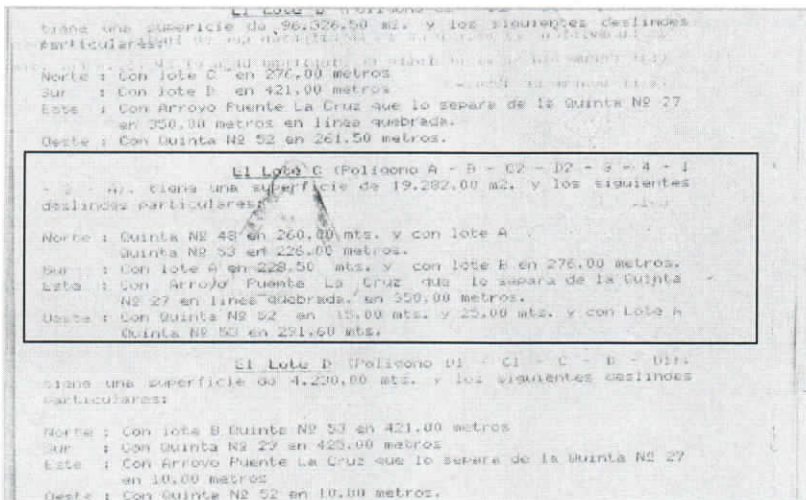 El Lote B (Polígono
tiene una superficie de 96.326.50 m2. y los siguientes deslindes
particulares:
Norte : Con lote C en 276.00 metros
Sur : Con lote D en 421.00 metros
Este : Con Arroyo Puente La Cruz que lo separa de la Quinta Nº 27
en 350.00 metros en línea quebrada.
Oeste : Con Quinta Nº 52 en 261.50 metros.
El Lote C (Polígono A - B - C2 - D2 - 3 - 4 - 1
- 2 - A). tiene una superficie de 19.282.00 m2. y los siguientes
deslindes particulares:
Norte : Quinta Nº 48 en 260.00 mts. y con lote A
Quinta Nº 53 en 226.00 metros.
Sur : Con lote A en 228.50 mts. y con lote B en 276.00 metros.
Este : Con Arroyo Puente La Cruz que lo separa de la Quinta
Nº 27 en línea quebrada. en 350.00 metros.
Oeste : Con Quinta Nº 52 en 15.00 mts. y 25.00 mts. y con Lote A
Quinta Nº 53 en 291.60 mts.
El Lote D (Polígono D1 - C1 - C - D - D1).
tiene una superficie de 4.230.00 mts. y los siguientes deslindes
particulares:
Norte : Con lote B Quinta Nº 53 en 421.00 metros
Sur : Con Quinta Nº 29 en 425.00 metros
Este : Con Arroyo Puente La Cruz que lo separa de la Quinta Nº 27
en 10.00 metros
Oeste : Con Quinta Nº 52 en 10.00 metros.